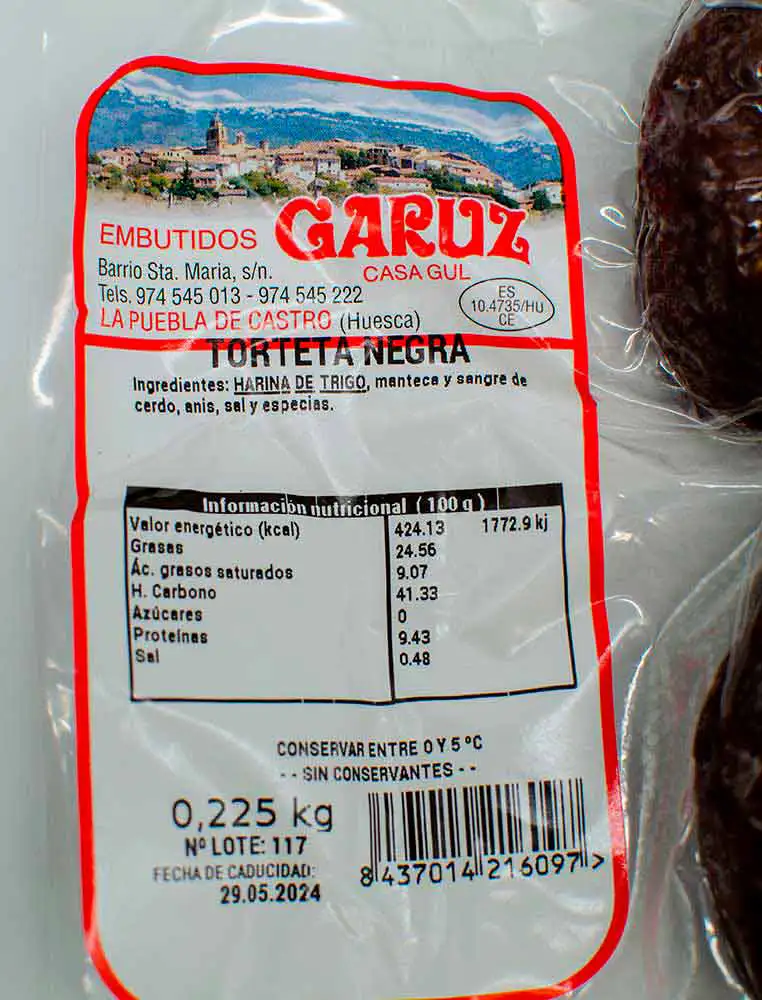 EMBUTIDOS GARUZ
CASA GUL
Barrio Sta. Maria, s/n.
Tels. 974 545 013 - 974 545 222
LA PUEBLA DE CASTRO (Huesca)
ES
10.4735/HU
CE
TORTETA NEGRA
Ingredientes: HARINA DE TRIGO, manteca y sangre de
cerdo, anis, sal y especias.
Información nutricional ( 100 g )
Valor energético (kcal) 424.13 1772.9 kj
Grasas 24.56
Ác. grasos saturados 9.07
H. Carbono 41.33
Azúcares 0
Proteínas 9.43
Sal 0.48
CONSERVAR ENTRE 0 Y 5 ºC
- - SIN CONSERVANTES - -
0,225 kg
Nº LOTE: 117
FECHA DE CADUCIDAD:
29.05.2024
8 437014 216097 >